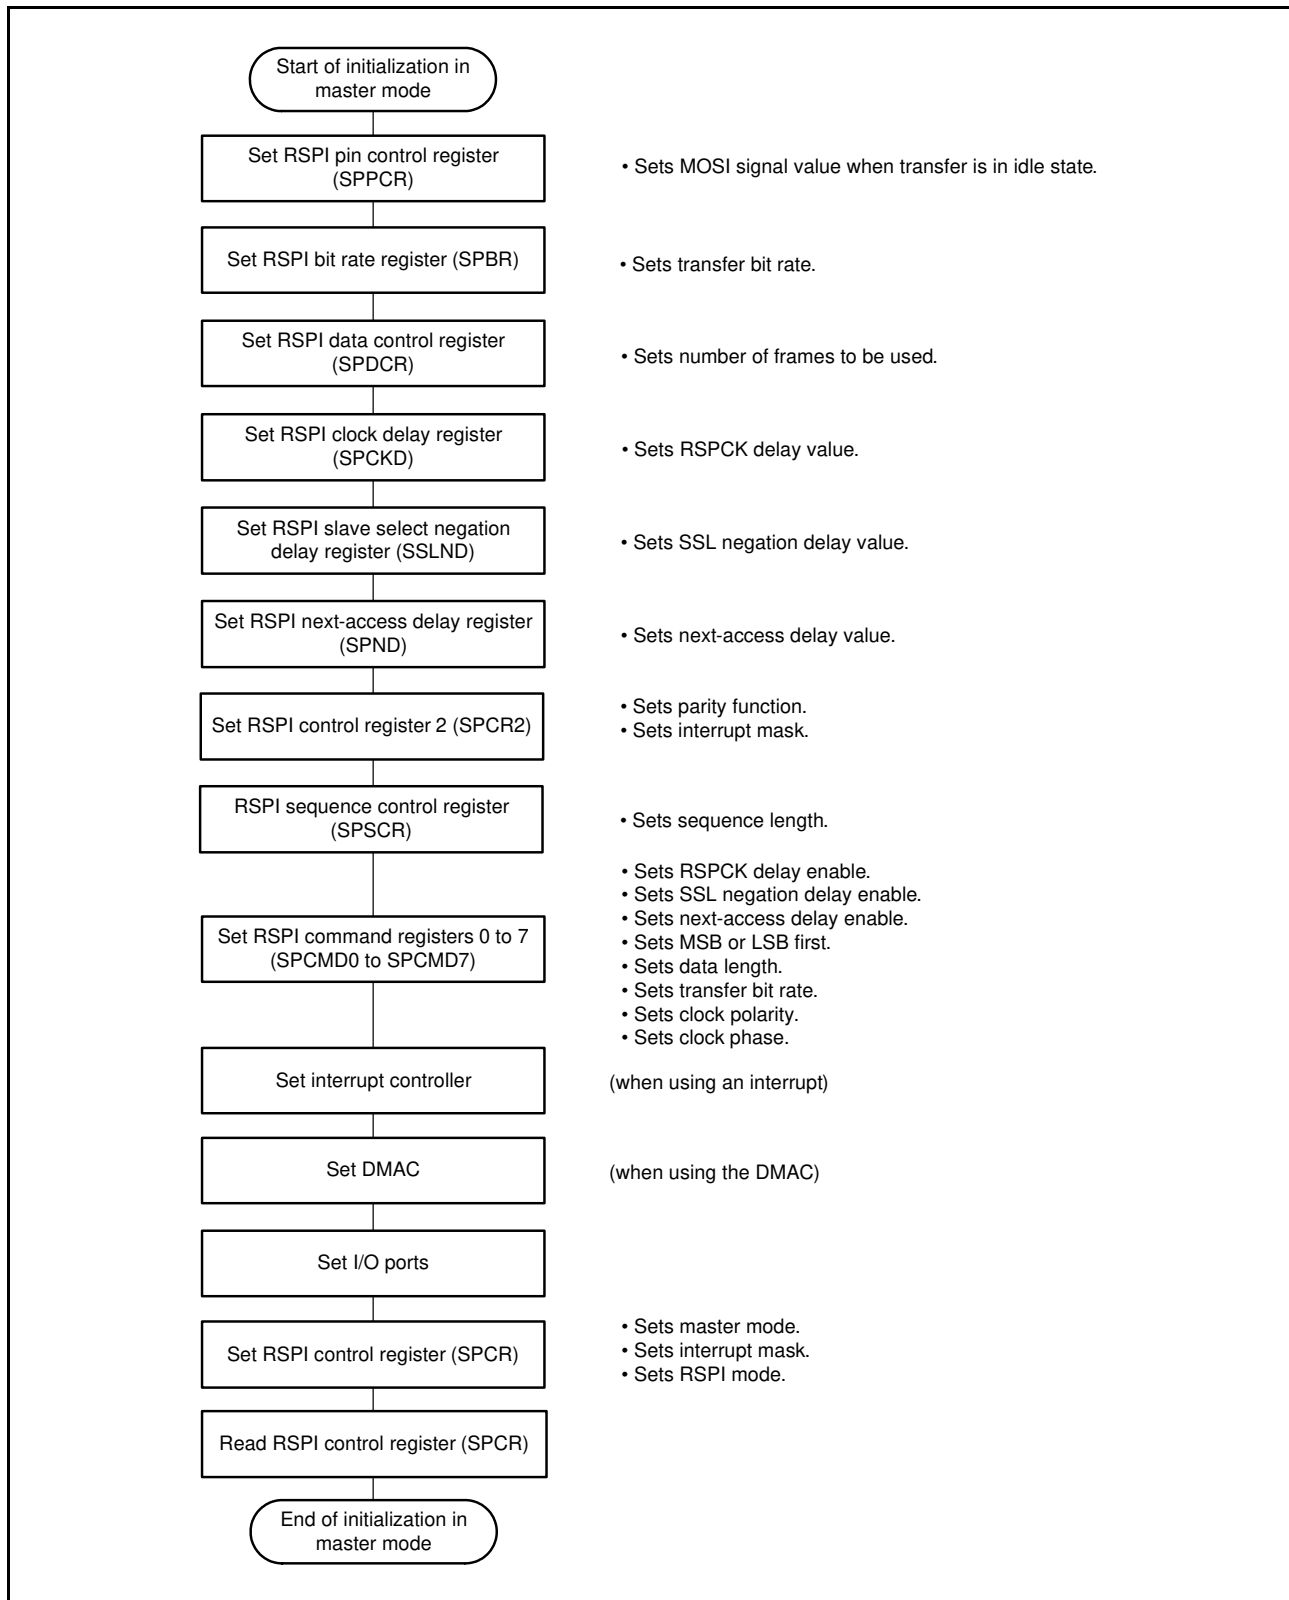 Start of initialization in
master mode
Set RSPI pin control register
(SPPCR)
• Sets MOSI signal value when transfer is in idle state.
Set RSPI bit rate register (SPBR)
• Sets transfer bit rate.
Set RSPI data control register
(SPDCR)
• Sets number of frames to be used.
Set RSPI clock delay register
(SPCKD)
• Sets RSPCK delay value.
Set RSPI slave select negation
delay register (SSLND)
• Sets SSL negation delay value.
Set RSPI next-access delay register
(SPND)
• Sets next-access delay value.
Set RSPI control register 2 (SPCR2)
• Sets parity function.
• Sets interrupt mask.
RSPI sequence control register
(SPSCR)
• Sets sequence length.
Set RSPI command registers 0 to 7
(SPCMD0 to SPCMD7)
• Sets RSPCK delay enable.
• Sets SSL negation delay enable.
• Sets next-access delay enable.
• Sets MSB or LSB first.
• Sets data length.
• Sets transfer bit rate.
• Sets clock polarity.
• Sets clock phase.
Set interrupt controller
(when using an interrupt)
Set DMAC
(when using the DMAC)
Set I/O ports
Set RSPI control register (SPCR)
• Sets master mode.
• Sets interrupt mask.
• Sets RSPI mode.
Read RSPI control register (SPCR)
End of initialization in
master mode